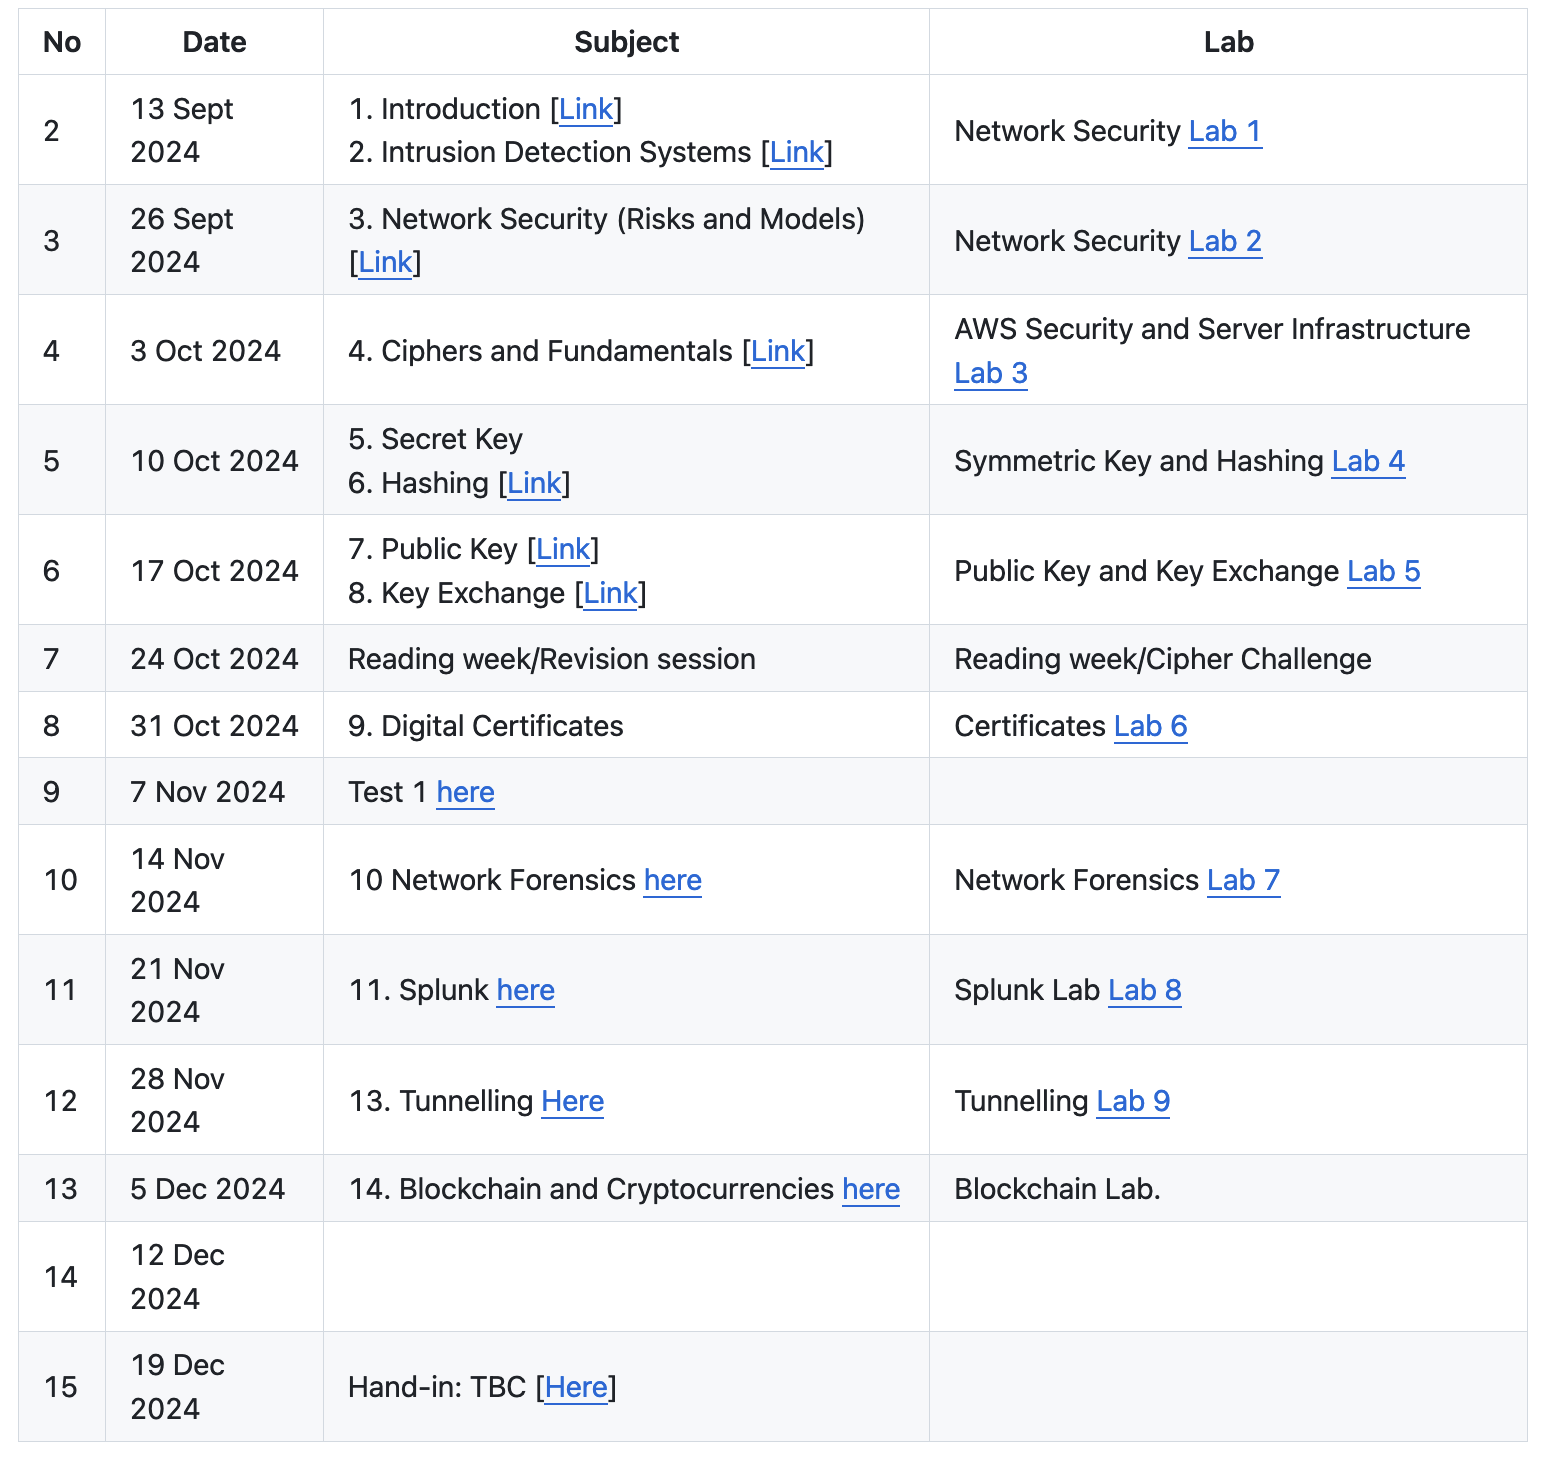 No Date Subject Lab
2
13 Sept
2024
1. Introduction [Link]
2. Intrusion Detection Systems [Link]
Network Security Lab 1
3
26 Sept
2024
3. Network Security (Risks and Models)
[Link]
Network Security Lab 2
4
3 Oct 2024
4. Ciphers and Fundamentals [Link]
AWS Security and Server Infrastructure
Lab 3
5
10 Oct 2024
5. Secret Key
6. Hashing [Link]
Symmetric Key and Hashing Lab 4
6
17 Oct 2024
7. Public Key [Link]
8. Key Exchange [Link]
Public Key and Key Exchange Lab 5
7
24 Oct 2024
Reading week/Revision session
Reading week/Cipher Challenge
8
31 Oct 2024
9. Digital Certificates
Certificates Lab 6
9
7 Nov 2024
Test 1 here
10
14 Nov
2024
10 Network Forensics here
Network Forensics Lab 7
11
21 Nov
2024
11. Splunk here
Splunk Lab Lab 8
12
28 Nov
2024
13. Tunnelling Here
Tunnelling Lab 9
13
5 Dec 2024
14. Blockchain and Cryptocurrencies here
Blockchain Lab.
14
12 Dec
2024
15
19 Dec
2024
Hand-in: TBC [Here]